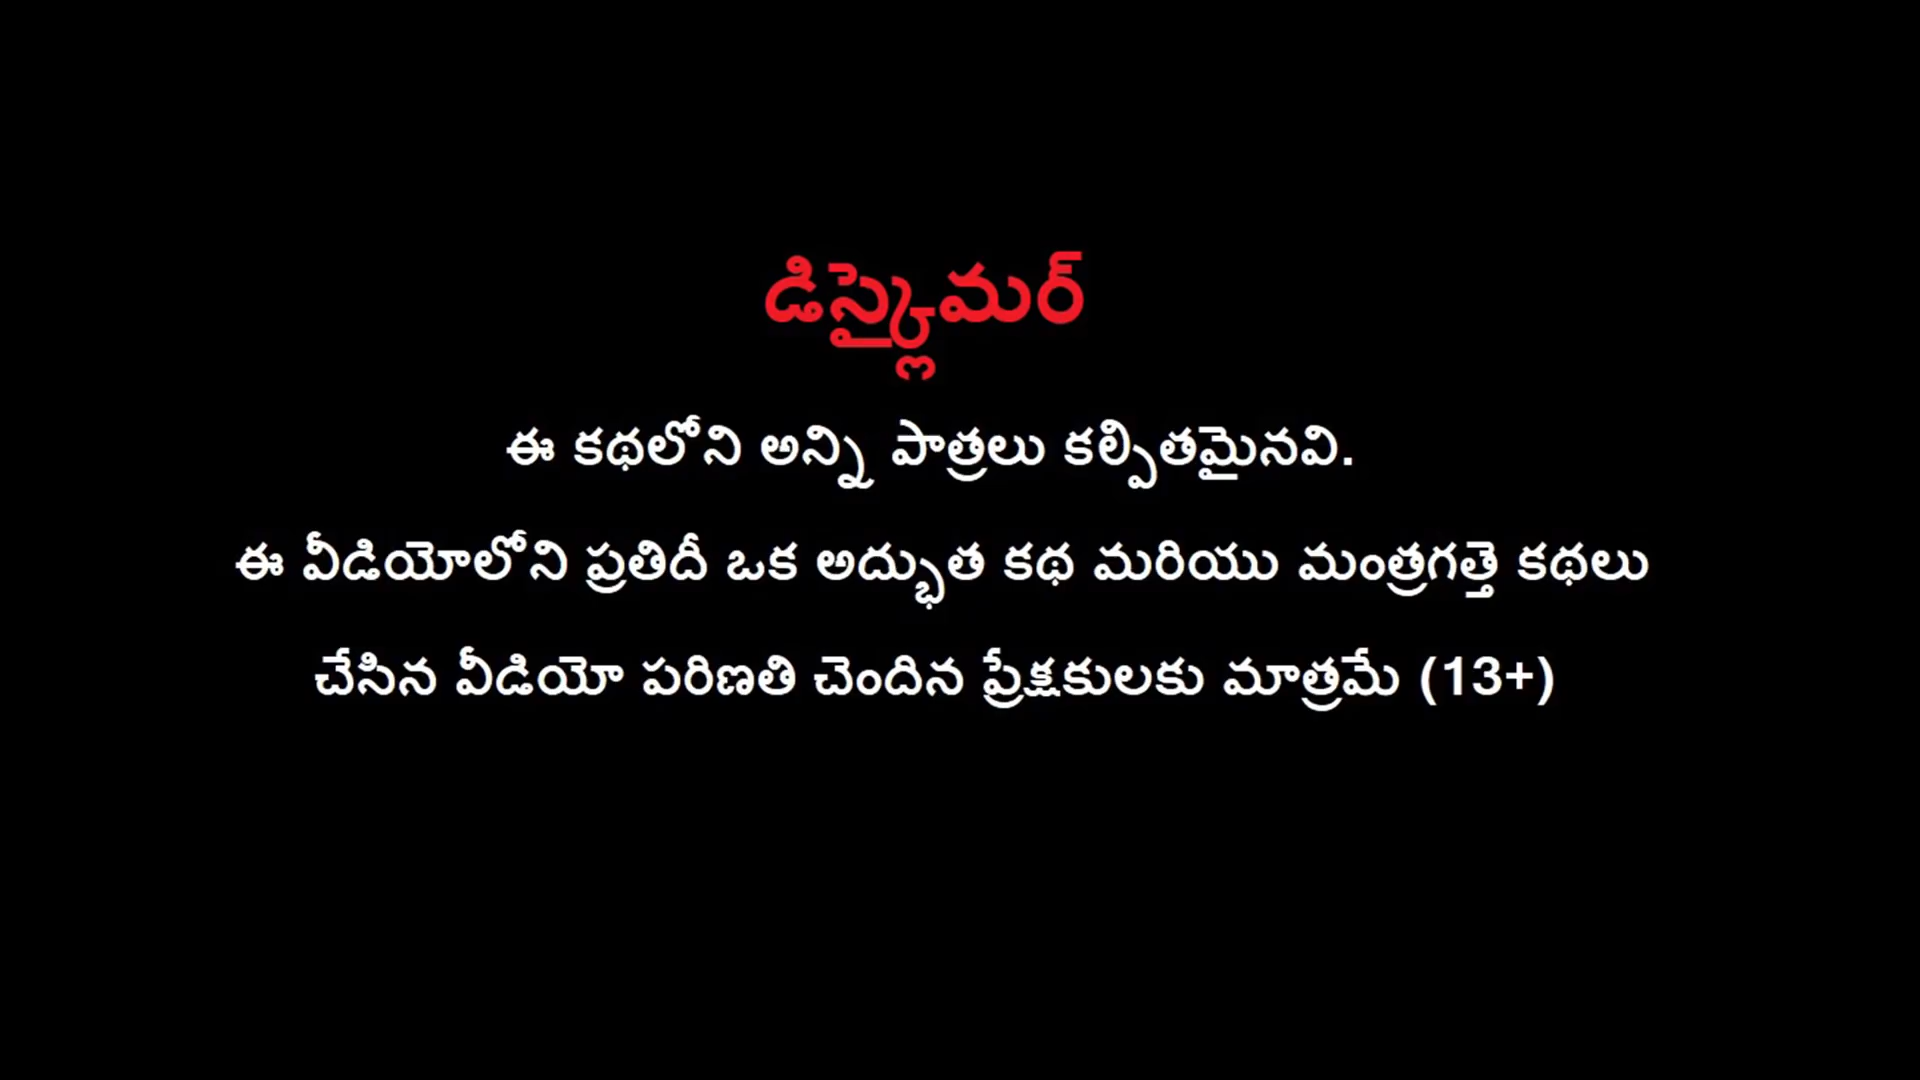 డిస్క్లైమర్
ఈ కథలోని అన్ని పాత్రలు కల్పితమైనవి.
ఈ వీడియోలోని ప్రతిదీ ఒక అద్భుత కథ మరియు మంత్రగత్తె కథలు
చేసిన వీడియో పరిణతి చెందిన ప్రేక్షకులకు మాత్రమే (13+)